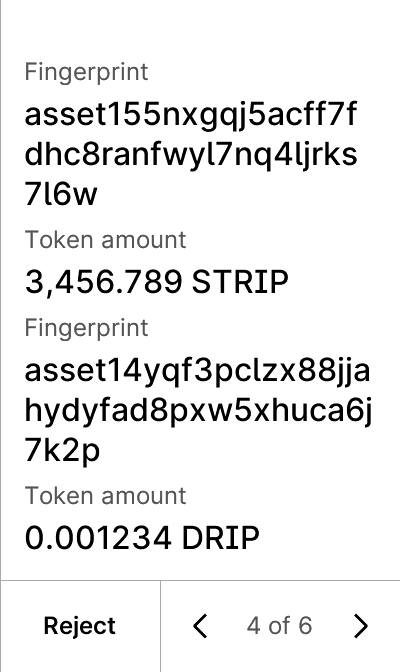 Fingerprint
asset155nxgqj5acff7f
dhc8ranfwyl7nq4ljrks
7l6w
Token amount
3,456.789 STRIP
Fingerprint
asset14yqf3pclzx88jja
hydyfad8pxw5xhuca6j
7k2p
Token amount
0.001234 DRIP
Reject
4 of 6